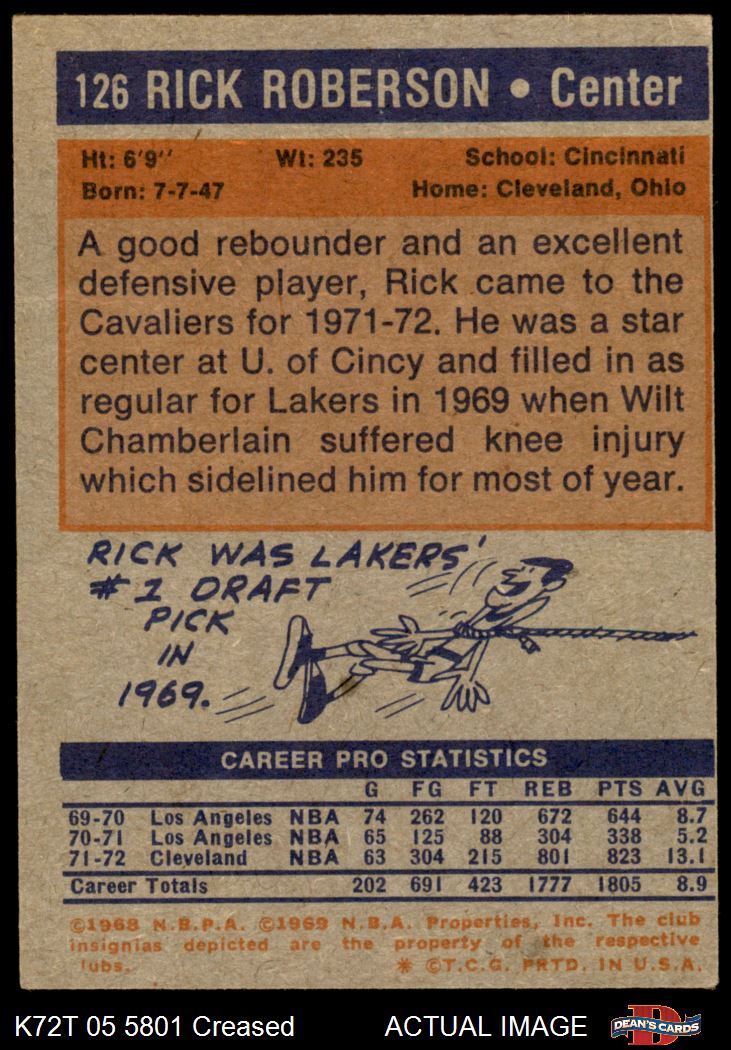 126 RICK ROBERSON • Center
Ht: 6'9'' Wt: 235 School: Cincinnati
Born: 7-7-47 Home: Cleveland, Ohio
A good rebounder and an excellent
defensive player, Rick came to the
Cavaliers for 1971-72. He was a star
center at U. of Cincy and filled in as
regular for Lakers in 1969 when Wilt
Chamberlain suffered knee injury
which sidelined him for most of year.
RICK WAS LAKERS'
#1 DRAFT
PICK
IN
1969.
CAREER PRO STATISTICS
G FG FT REB PTS AVG
69-70 Los Angeles NBA 74 262 120 672 644 8.7
70-71 Los Angeles NBA 65 125 88 304 338 5.2
71-72 Cleveland NBA 63 304 215 801 823 13.1
Career Totals 202 691 423 1777 1805 8.9
©1968 N.B.P.A. ©1969 N.B.A. Properties, Inc. The club
insignias depicted are the property of the respective
lubs. * ©T.C.G. PRTD. IN U.S.A.
K72T 05 5801 Creased ACTUAL IMAGE
D
DEAN'S CARDS